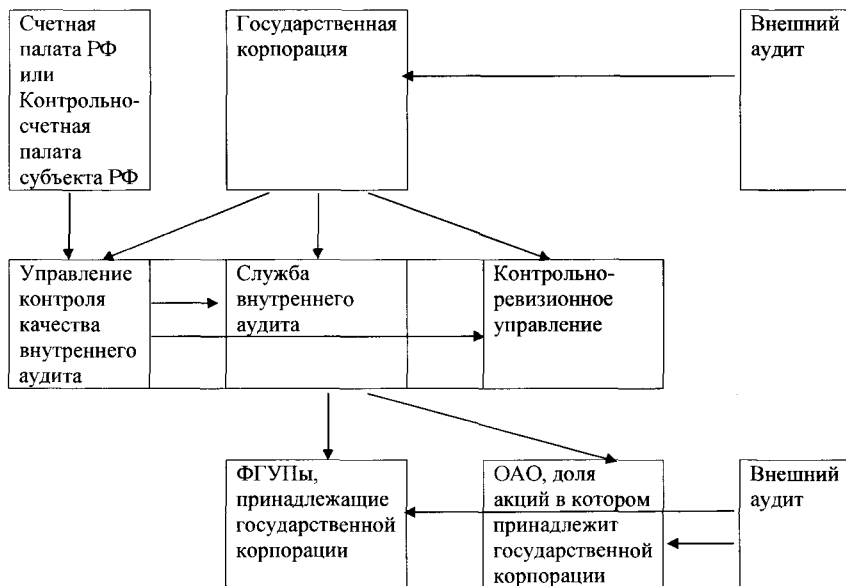 Счетная
палата РФ
или
Контрольно-
счетная
палата
субъекта РФ
Государственная
корпорация
Внешний
аудит
Управление
контроля
качества
внутреннего
аудита
Служба
внутреннего
аудита
Контрольно-
ревизионное
управление
ФГУПы,
принадлежащие
государственной
корпорации
ОАО, доля
акций в котором
принадлежит
государственной
корпорации
Внешний
аудит